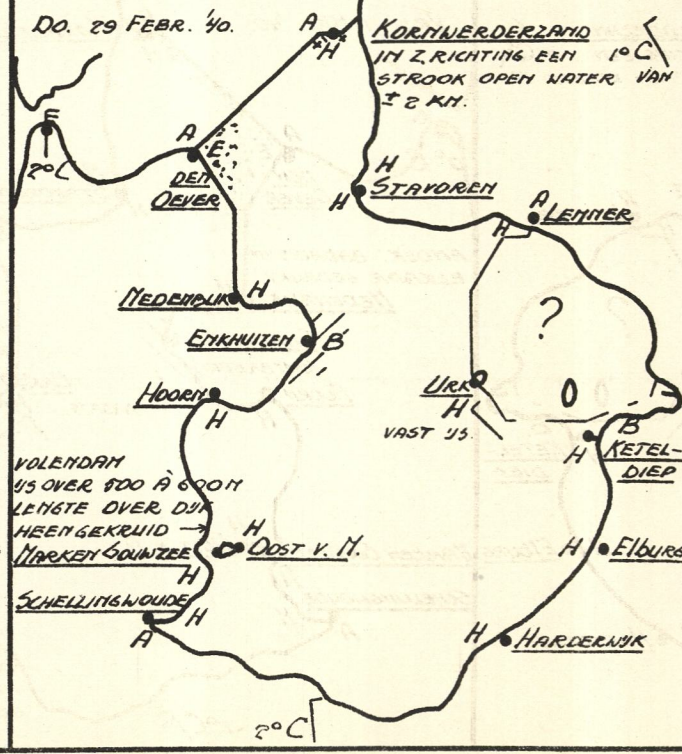 DO. 29 FEBR. '40.
A
H
KORNWERDERZAND
IN Z RICHTING EEN
STROOK OPEN WATER VAN
± 2 KM.
1° C
E
2° C
A
E
DEN
OEVER
H
H
STAVOREN
A
LEMMER
H
MEDEMBLIK
H
ENKHUIZEN
B
?
HOORN
H
URK
H
VAST IJS.
B
H
KETEL-
DIEP
VOLENDAM
IJS OVER 500 À 600 M
LENGTE OVER DIJK
HEENGEKRUID →
MARKEN GOUWZEE
H
H
OOST V. M.
H
ELBURG
SCHELLINGWOUDE
H
A
H
HARDERWIJK
2° C